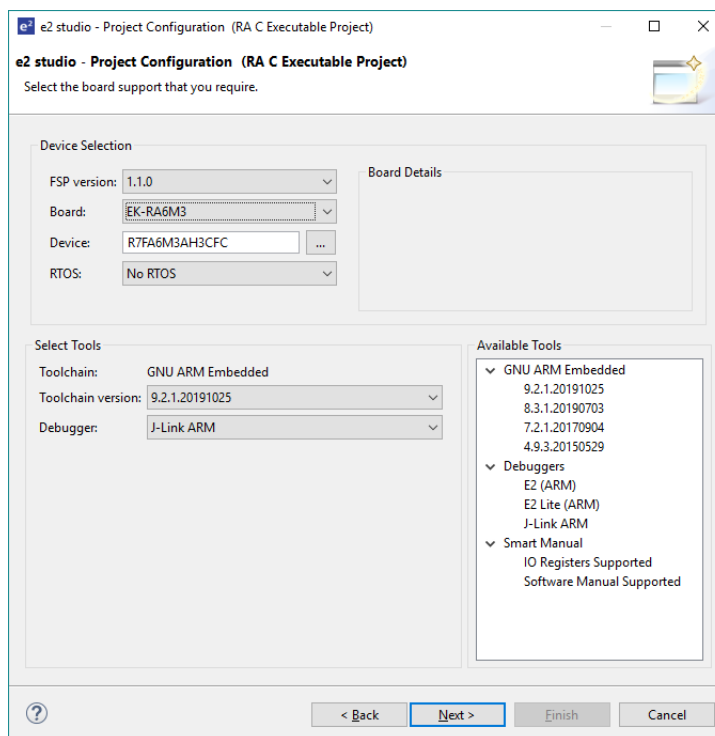 e² e2 studio - Project Configuration (RA C Executable Project)
e2 studio - Project Configuration (RA C Executable Project)
Select the board support that you require.
Device Selection
FSP version: 1.1.0
Board: EK-RA6M3
Device: R7FA6M3AH3CFC ...
RTOS: No RTOS
Board Details
Select Tools
Toolchain: GNU ARM Embedded
Toolchain version: 9.2.1.20191025
Debugger: J-Link ARM
Available Tools
GNU ARM Embedded
9.2.1.20191025
8.3.1.20190703
7.2.1.20170904
4.9.3.20150529
Debuggers
E2 (ARM)
E2 Lite (ARM)
J-Link ARM
Smart Manual
IO Registers Supported
Software Manual Supported
? < Back Next > Finish Cancel